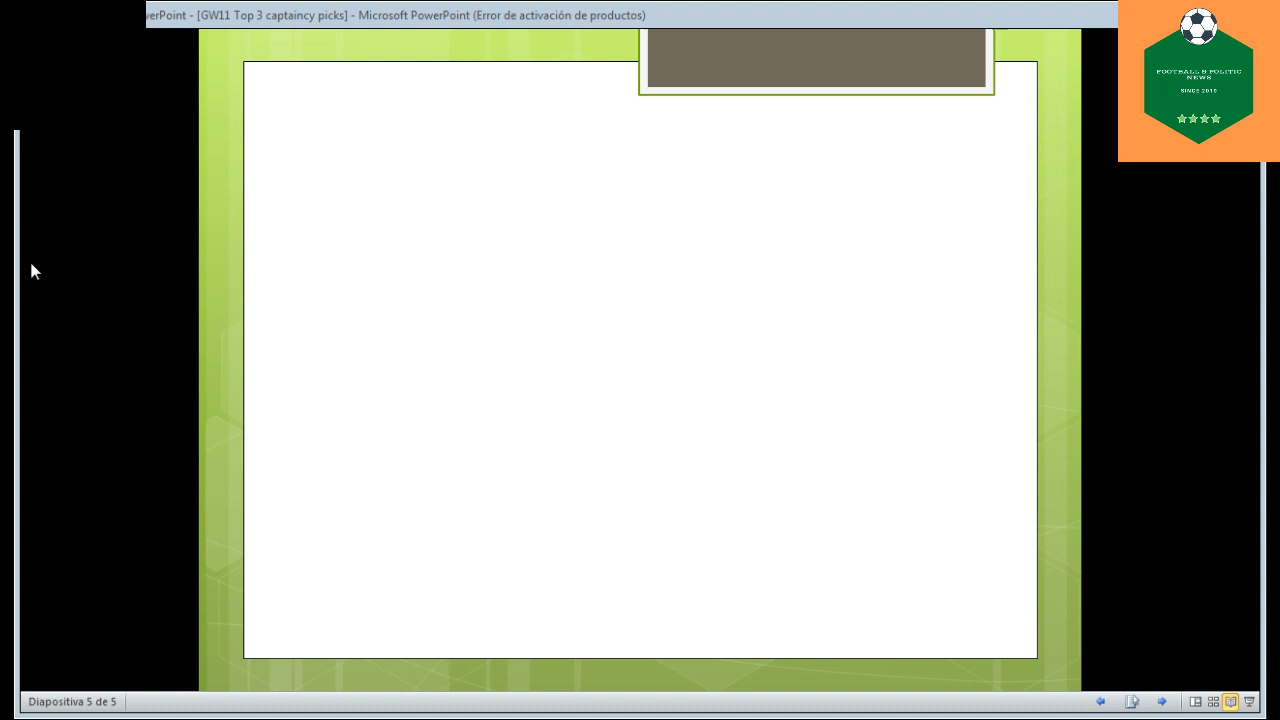 werPoint - [GW11 Top 3 captaincy picks] - Microsoft PowerPoint (Error de activación de productos)
FOOTBALL & POLITIC
NEWS
SINCE 2019
Diapositiva 5 de 5